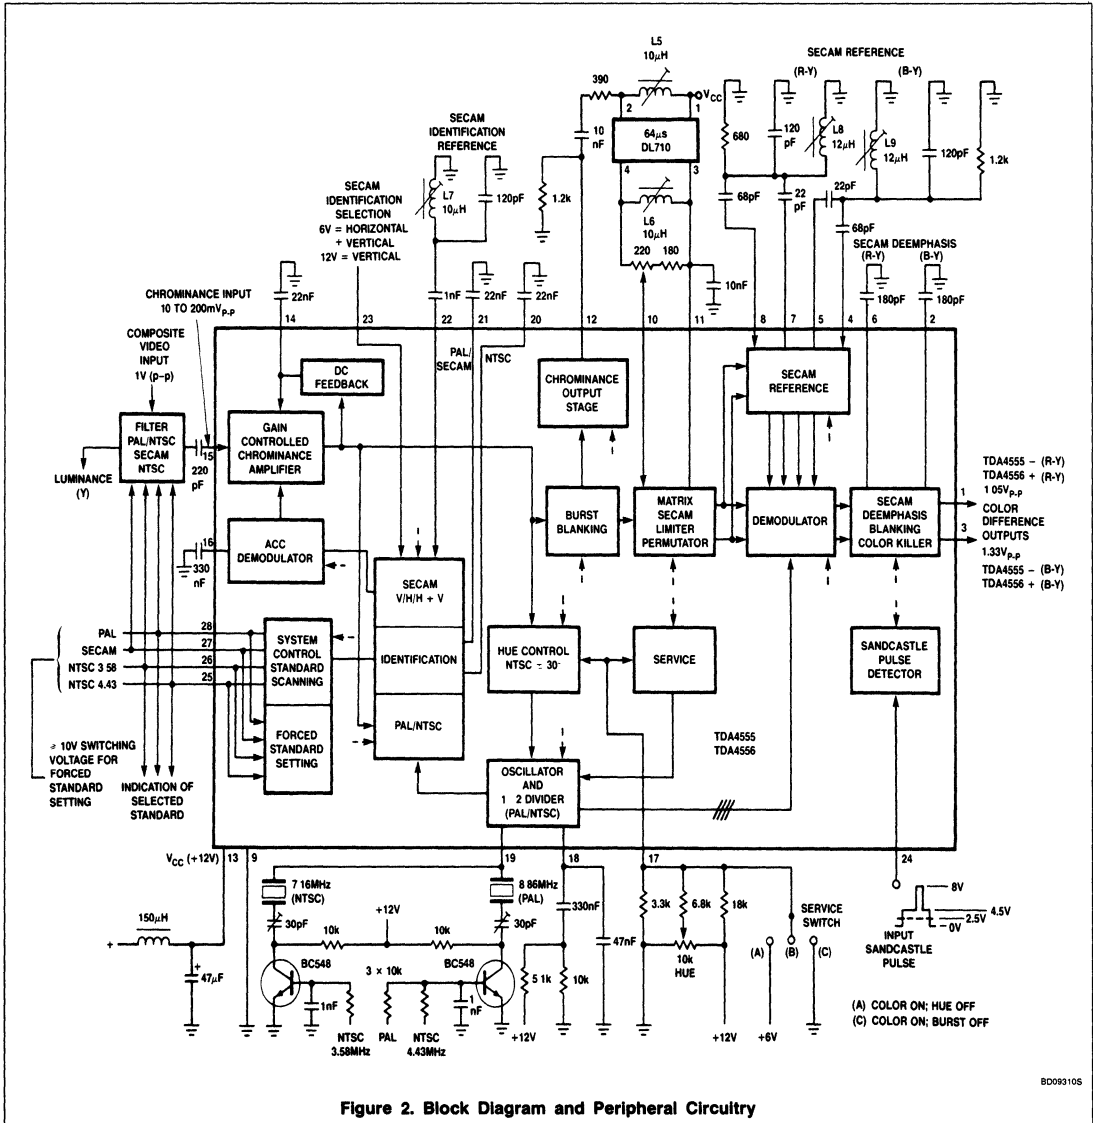 L5
10μH
SECAM REFERENCE
(R-Y)
(B-Y)
390
2
1
VCC
64μs
DL710
10
nF
4
3
680
120
pF
L8
12μH
L9
12μH
120pF
1.2k
SECAM
IDENTIFICATION
REFERENCE
L7
10μH
120pF
1.2k
L6
10μH
220
180
68pF
22
pF
22pF
68pF
SECAM
IDENTIFICATION
SELECTION
6V = HORIZONTAL
+ VERTICAL
12V = VERTICAL
SECAM DEEMPHASIS
(R-Y)
(B-Y)
180pF
180pF
10nF
CHROMINANCE INPUT
10 TO 200mVP-P
22nF
1nF
22nF
22nF
14
23
22
21
20
12
10
11
8
7
5
4
6
2
COMPOSITE
VIDEO
INPUT
1V (p-p)
PAL/
SECAM
NTSC
DC
FEEDBACK
CHROMINANCE
OUTPUT
STAGE
SECAM
REFERENCE
FILTER
PAL/NTSC
SECAM
NTSC
15
220
pF
LUMINANCE
(Y)
GAIN
CONTROLLED
CHROMINANCE
AMPLIFIER
BURST
BLANKING
MATRIX
SECAM
LIMITER
PERMUTATOR
DEMODULATOR
SECAM
DEEMPHASIS
BLANKING
COLOR KILLER
1
3
TDA4555 − (R-Y)
TDA4556 + (R-Y)
1 05VP-P
COLOR
DIFFERENCE
OUTPUTS
1.33VP-P
TDA4555 − (B-Y)
TDA4556 + (B-Y)
16
330
nF
ACC
DEMODULATOR
SECAM
V/H/H + V
IDENTIFICATION
PAL/NTSC
PAL
SECAM
NTSC 3 58
NTSC 4.43
28
27
26
25
SYSTEM
CONTROL
STANDARD
SCANNING
FORCED
STANDARD
SETTING
HUE CONTROL
NTSC = 30°
SERVICE
SANDCASTLE
PULSE
DETECTOR
TDA4555
TDA4556
≥ 10V SWITCHING
VOLTAGE FOR
FORCED
STANDARD
SETTING
INDICATION OF
SELECTED
STANDARD
OSCILLATOR
AND
1 2 DIVIDER
(PAL/NTSC)
VCC (+12V)
13
9
19
18
17
24
7 16MHz
(NTSC)
8 86MHz
(PAL)
30pF
30pF
+12V
10k
10k
150μH
+
+
47μF
BC548
BC548
3 × 10k
1nF
1
nF
NTSC
3.58MHz
PAL
NTSC
4.43MHz
330nF
47nF
5 1k
10k
+12V
3.3k
6.8k
18k
10k
HUE
+12V
SERVICE
SWITCH
(A)
(B)
(C)
+6V
8V
4.5V
2.5V
0V
INPUT
SANDCASTLE
PULSE
(A) COLOR ON; HUE OFF
(C) COLOR ON; BURST OFF
BD09310S
Figure 2. Block Diagram and Peripheral Circuitry